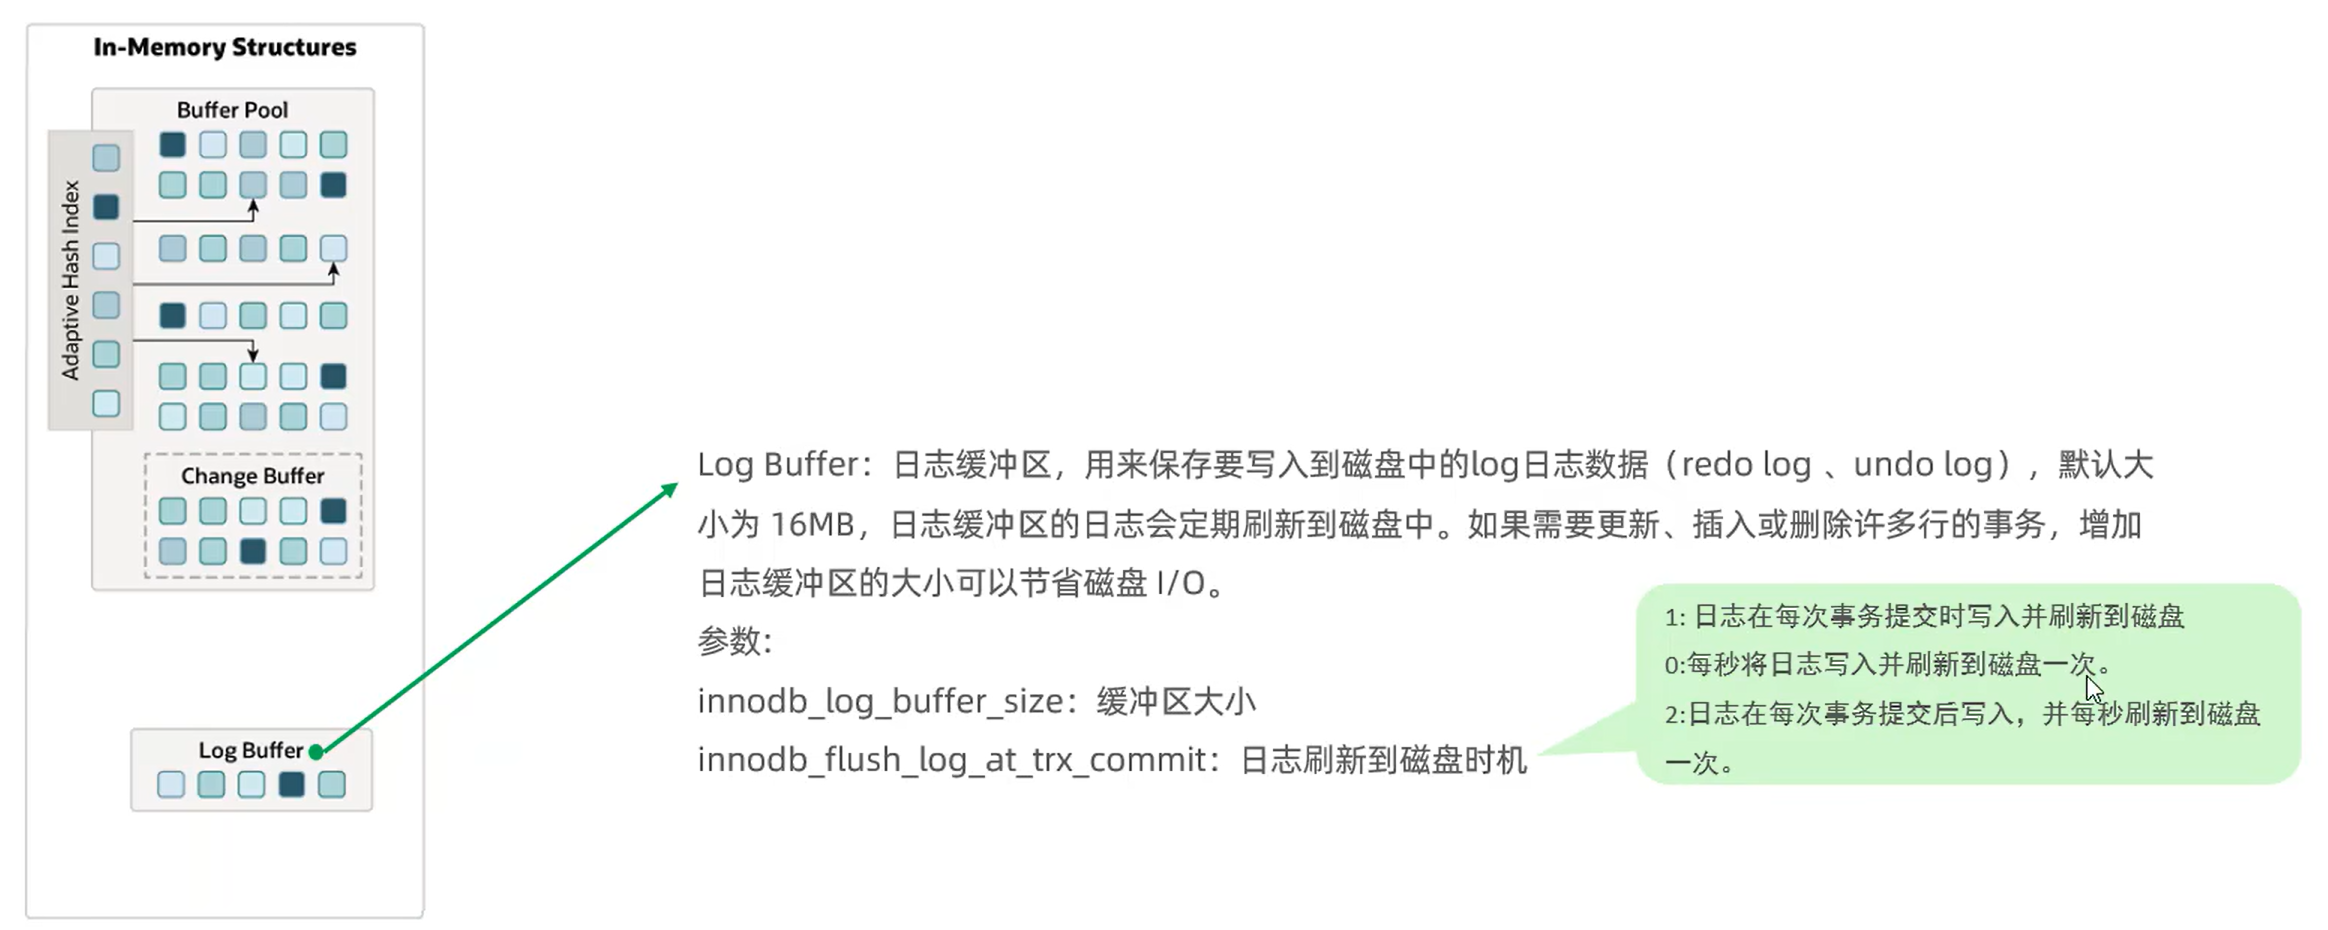 In-Memory Structures
Buffer Pool
Adaptive Hash Index
Change Buffer
Log Buffer
Log Buffer：日志缓冲区，用来保存要写入到磁盘中的log日志数据（redo log 、undo log），默认大
小为 16MB，日志缓冲区的日志会定期刷新到磁盘中。如果需要更新、插入或删除许多行的事务，增加
日志缓冲区的大小可以节省磁盘 I/O。
参数:
innodb_log_buffer_size：缓冲区大小
innodb_flush_log_at_trx_commit：日志刷新到磁盘时机
1: 日志在每次事务提交时写入并刷新到磁盘
0:每秒将日志写入并刷新到磁盘一次。
2:日志在每次事务提交后写入，并每秒刷新到磁盘
一次。